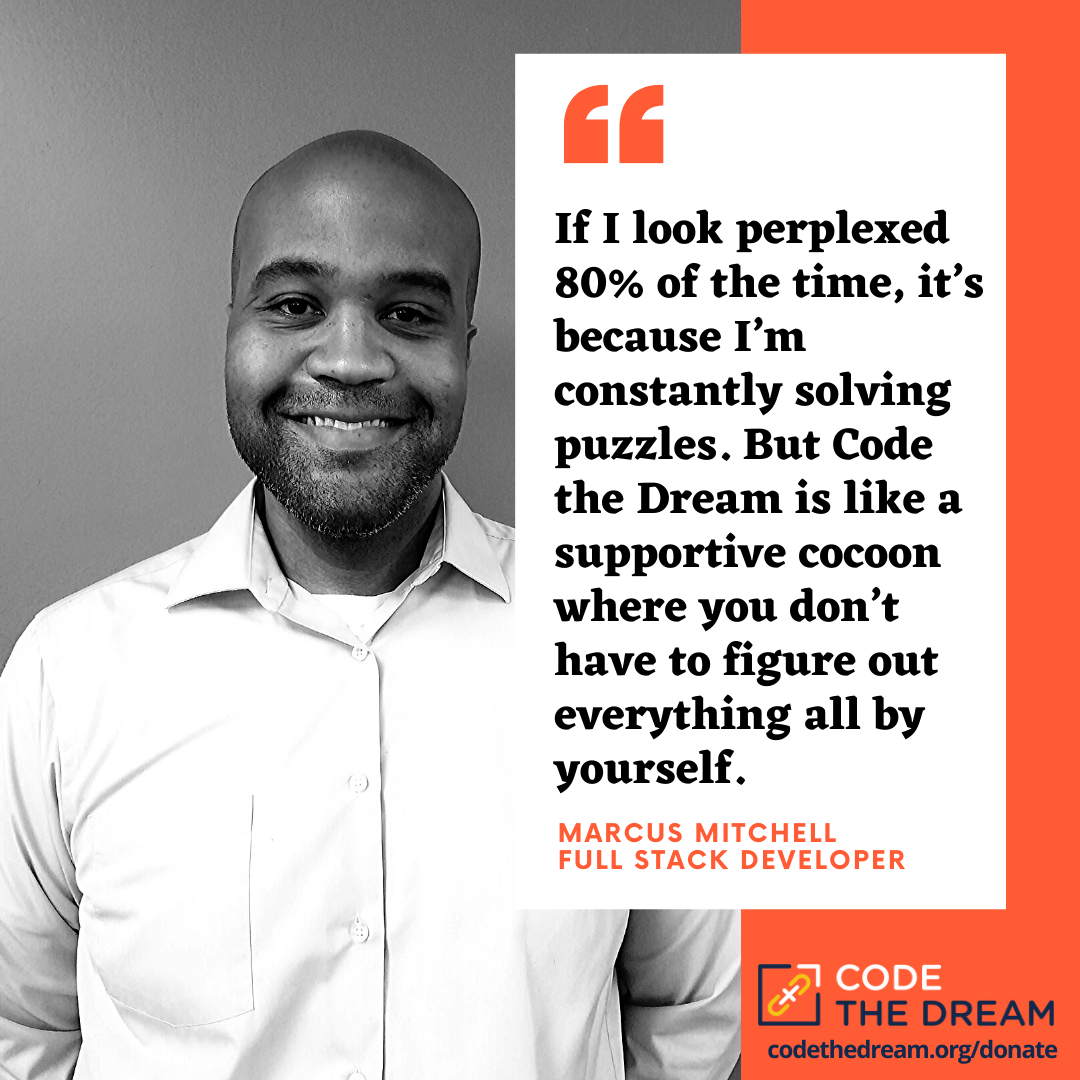 If I look perplexed
80% of the time, it’s
because I’m
constantly solving
puzzles. But Code
the Dream is like a
supportive cocoon
where you don’t
have to figure out
everything all by
yourself.
MARCUS MITCHELL
FULL STACK DEVELOPER
CODE
THE DREAM
codethedream.org/donate